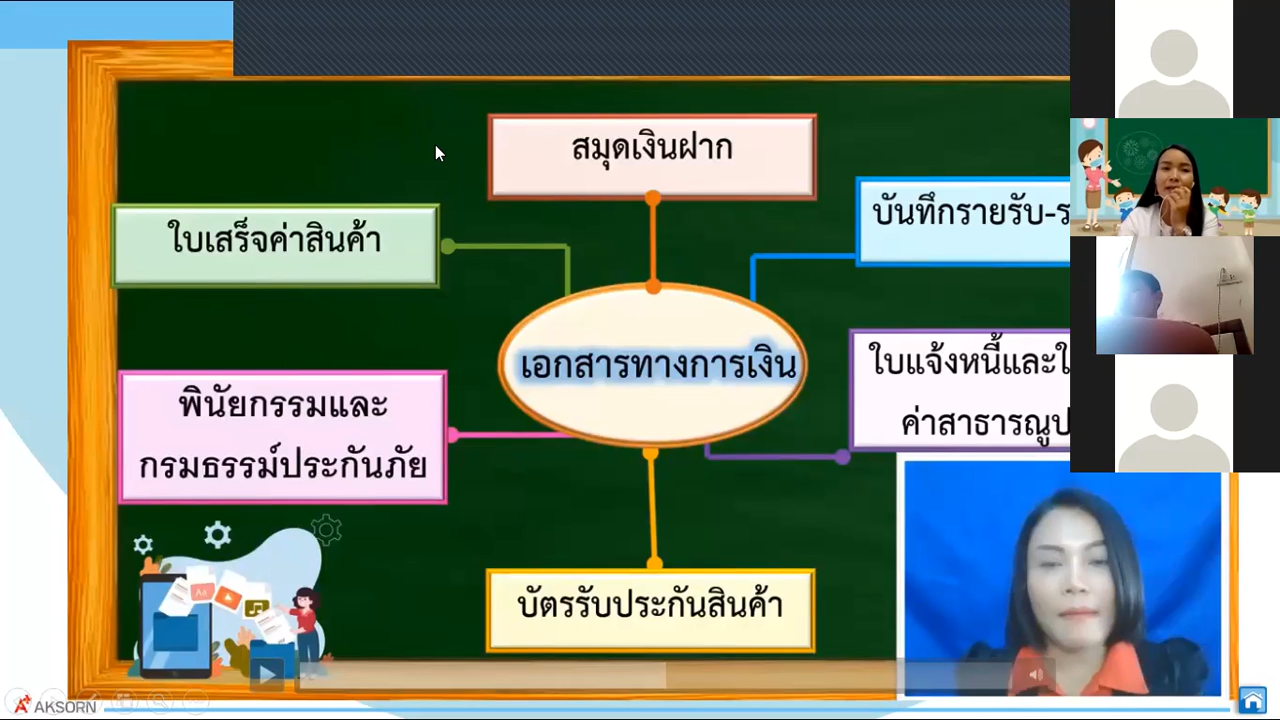 สมุดเงินฝาก
บันทึกรายรับ-ร
ใบเสร็จค่าสินค้า
เอกสารทางการเงิน
ใบแจ้งหนี้และใ
ค่าสาธารณูป
พินัยกรรมและ
กรมธรรม์ประกันภัย
บัตรรับประกันสินค้า
AKSORN